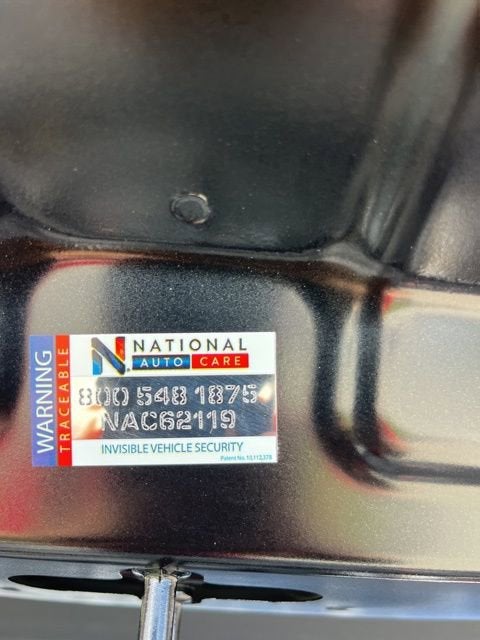 WARNING
TRACEABLE
N. NATIONAL
AUTO CARE
800 548 1875
NAC62119
INVISIBLE VEHICLE SECURITY
Patent No. 10,112,378